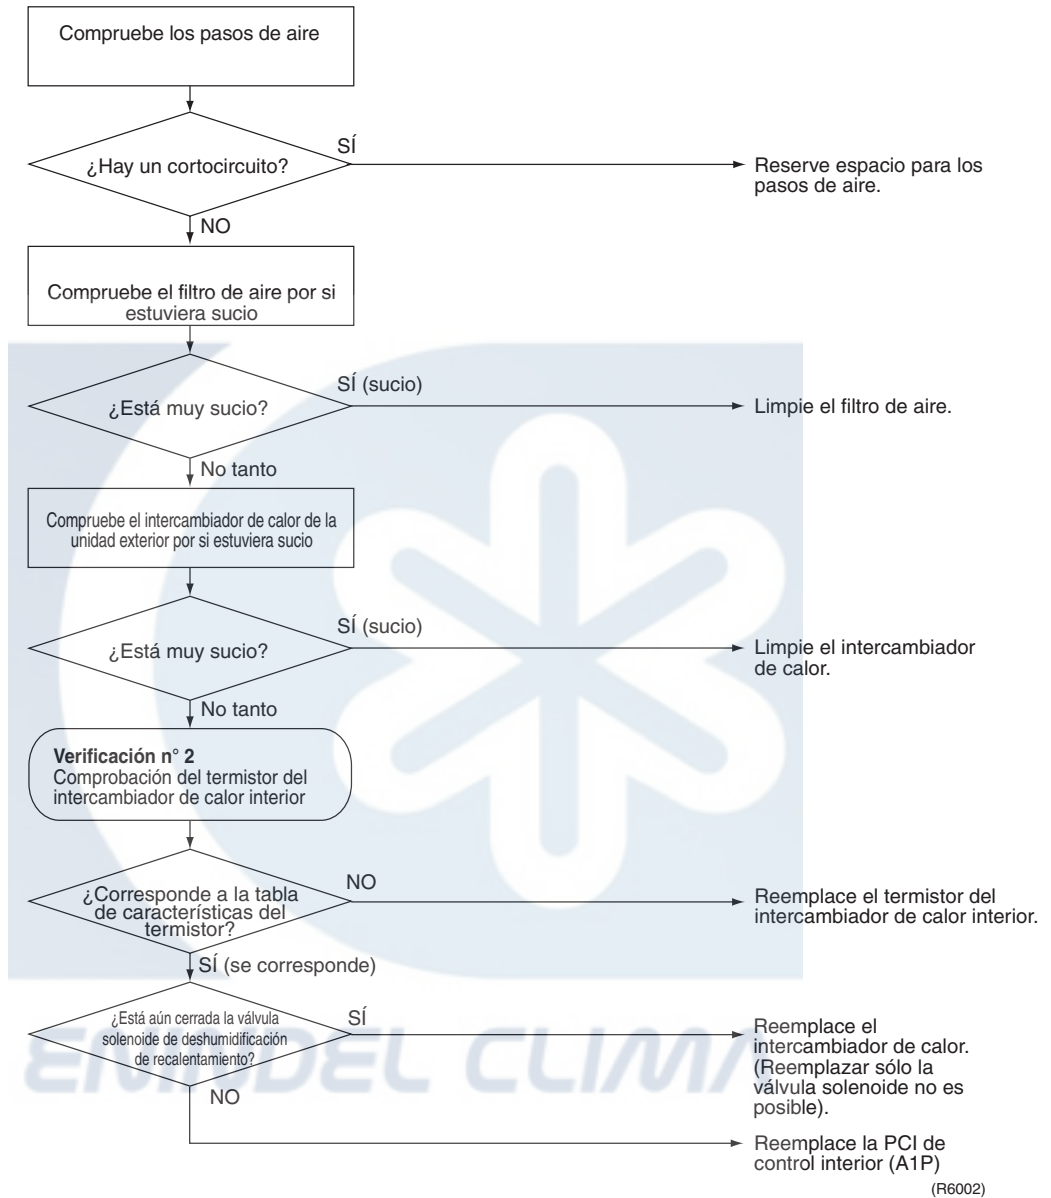 Compruebe los pasos de aire
¿Hay un cortocircuito?
SÍ
Reserve espacio para los
pasos de aire.
NO
Compruebe el filtro de aire por si
estuviera sucio
¿Está muy sucio?
SÍ (sucio)
Limpie el filtro de aire.
No tanto
Compruebe el intercambiador de calor de la
unidad exterior por si estuviera sucio
¿Está muy sucio?
SÍ (sucio)
Limpie el intercambiador
de calor.
No tanto
Verificación n° 2
Comprobación del termistor del
intercambiador de calor interior
¿Corresponde a la tabla
de características del
termistor?
NO
Reemplace el termistor del
intercambiador de calor interior.
SÍ (se corresponde)
¿Está aún cerrada la válvula
solenoide de deshumidificación
de recalentamiento?
SÍ
Reemplace el
intercambiador de calor.
(Reemplazar sólo la
válvula solenoide no es
posible).
NO
Reemplace la PCI de
control interior (A1P)
(R6002)